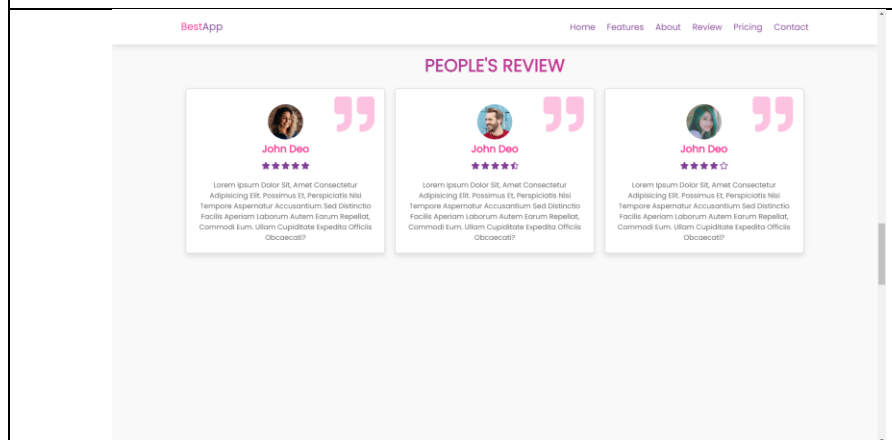 BestApp
Home Features About Review Pricing Contact
PEOPLE'S REVIEW
John Deo
Lorem Ipsum Dolor Sit, Amet Consectetur
Adipisicing Elit. Possimus Et, Perspiciatis Nisi
Tempore Aspernatur Accusantium Sed Distinctio
Facilis Aperiam Laborum Autem Earum Repellat,
Commodi Eum. Ullam Cupiditate Expedita Officiis
Obcaecati?
John Deo
Lorem Ipsum Dolor Sit, Amet Consectetur
Adipisicing Elit. Possimus Et, Perspiciatis Nisi
Tempore Aspernatur Accusantium Sed Distinctio
Facilis Aperiam Laborum Autem Earum Repellat,
Commodi Eum. Ullam Cupiditate Expedita Officiis
Obcaecati?
John Deo
Lorem Ipsum Dolor Sit, Amet Consectetur
Adipisicing Elit. Possimus Et, Perspiciatis Nisi
Tempore Aspernatur Accusantium Sed Distinctio
Facilis Aperiam Laborum Autem Earum Repellat,
Commodi Eum. Ullam Cupiditate Expedita Officiis
Obcaecati?